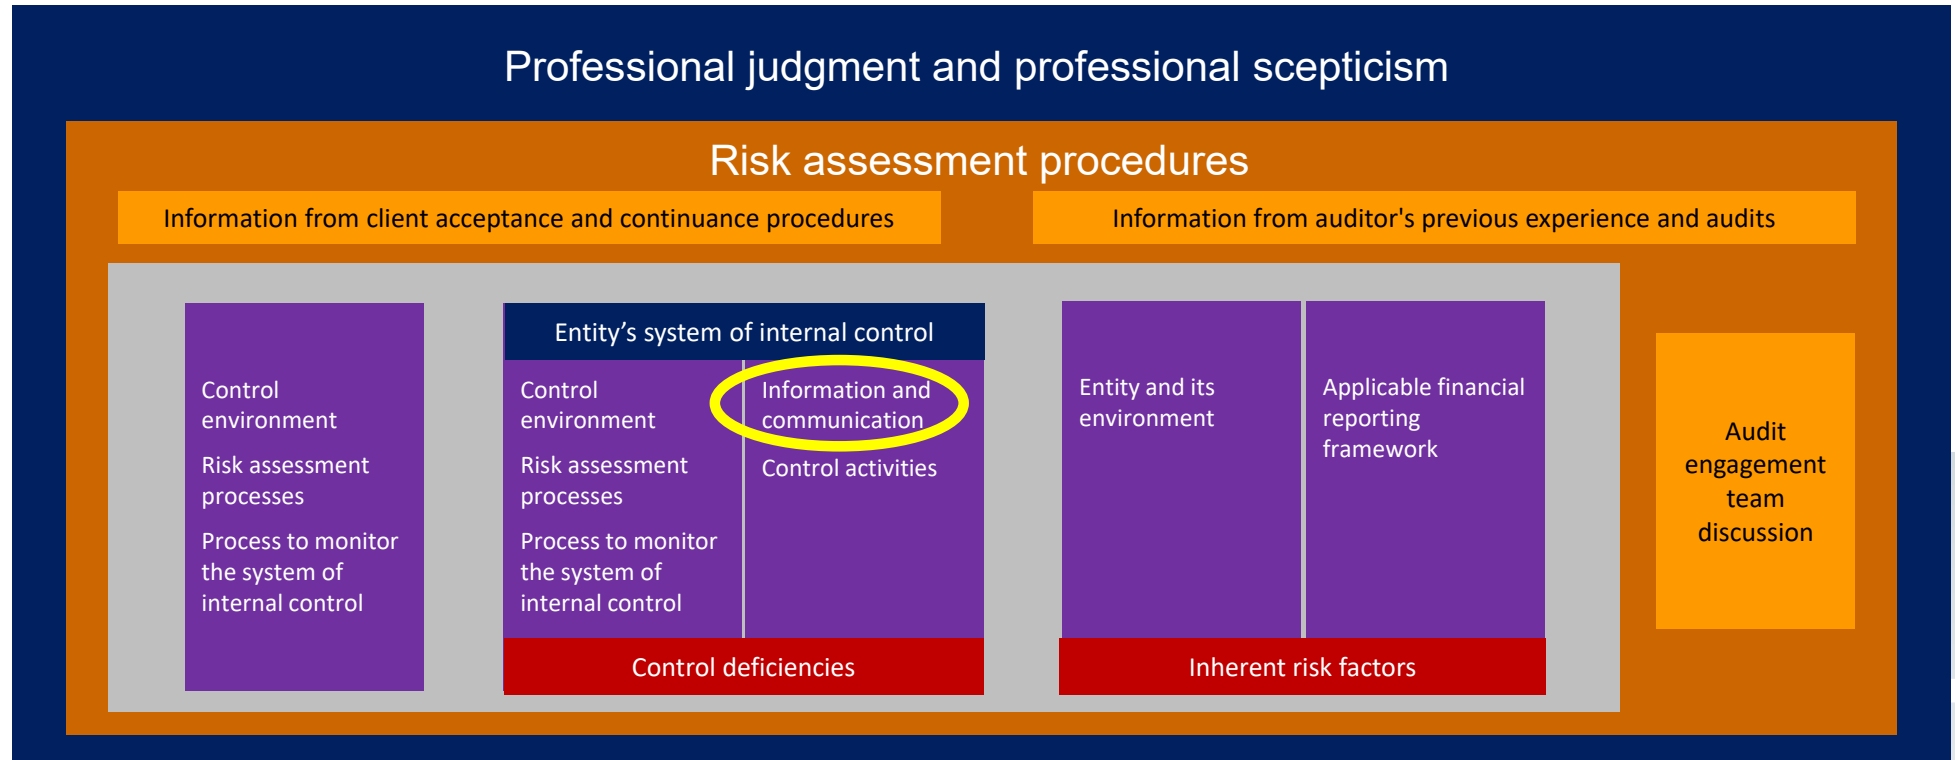 Professional judgment and professional scepticism
Risk assessment procedures
Information from client acceptance and continuance procedures
Information from auditor's previous experience and audits
Control
environment
Risk assessment
processes
Process to monitor
the system of
internal control
Entity’s system of internal control
Control
environment
Risk assessment
processes
Process to monitor
the system of
internal control
Information and
communication
Control activities
Control deficiencies
Entity and its
environment
Applicable financial
reporting
framework
Inherent risk factors
Audit
engagement
team
discussion